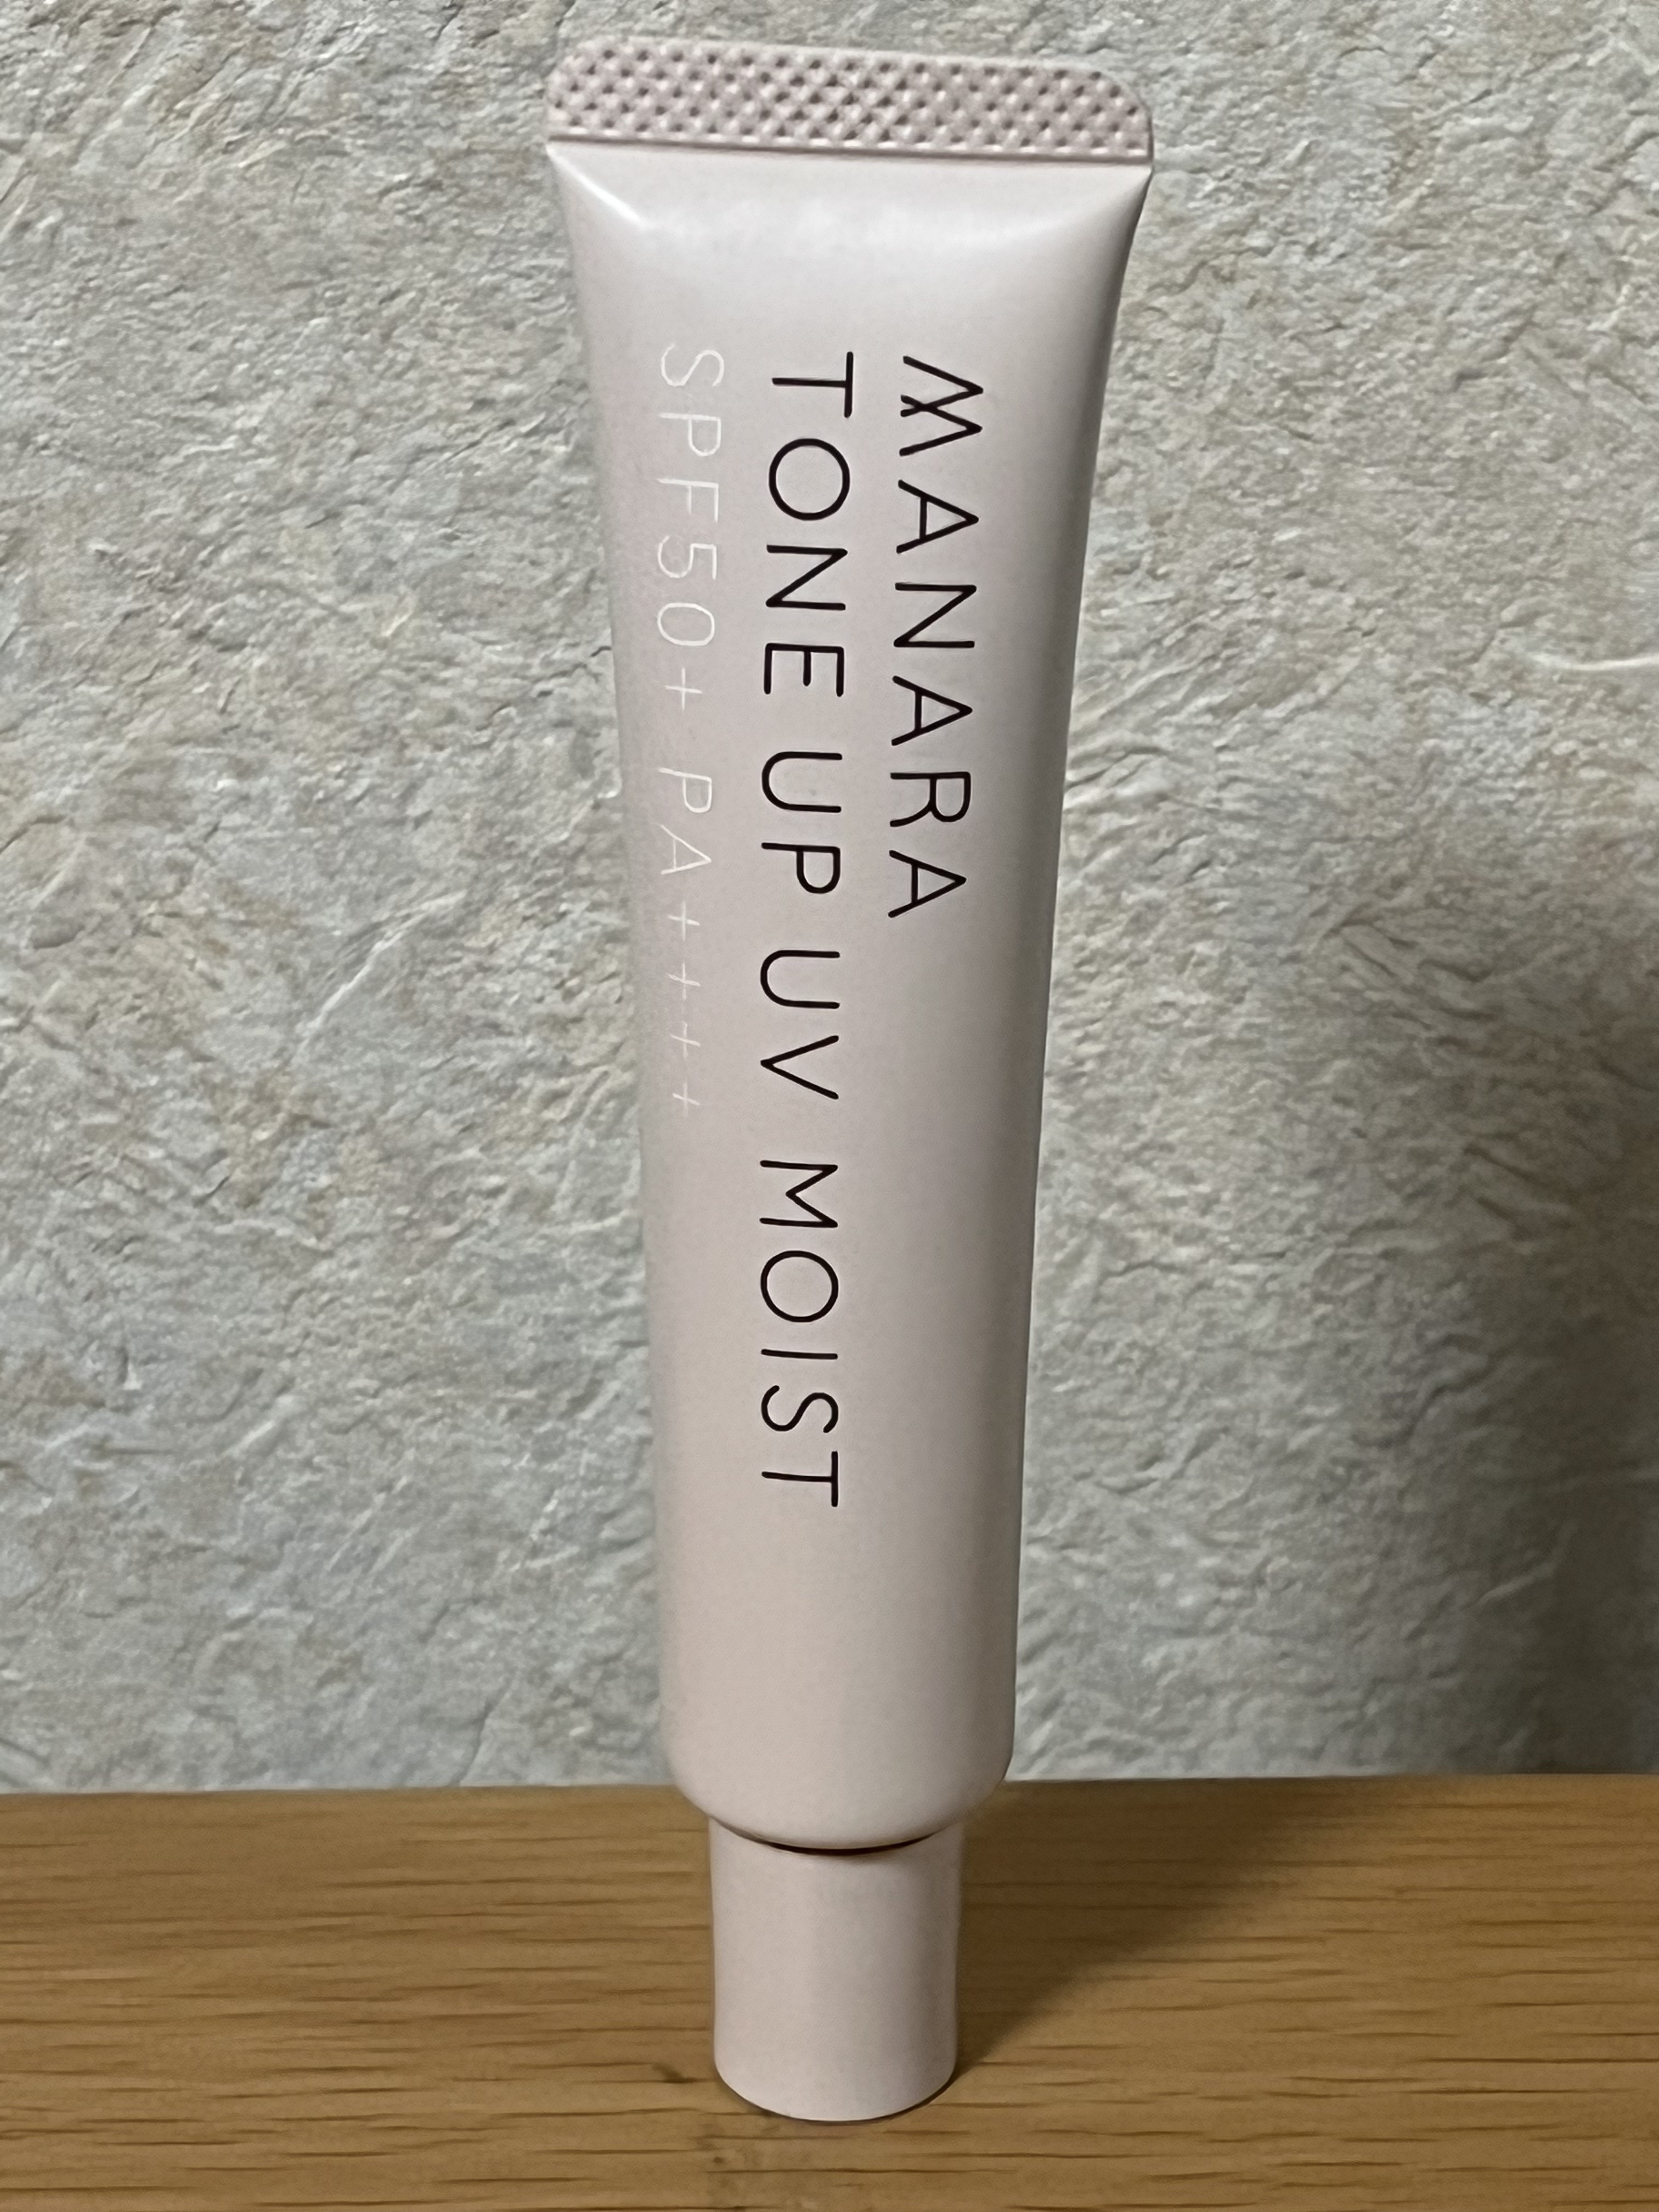 MANARA
TONE UP UV MOIST
SPF50+ PA++++